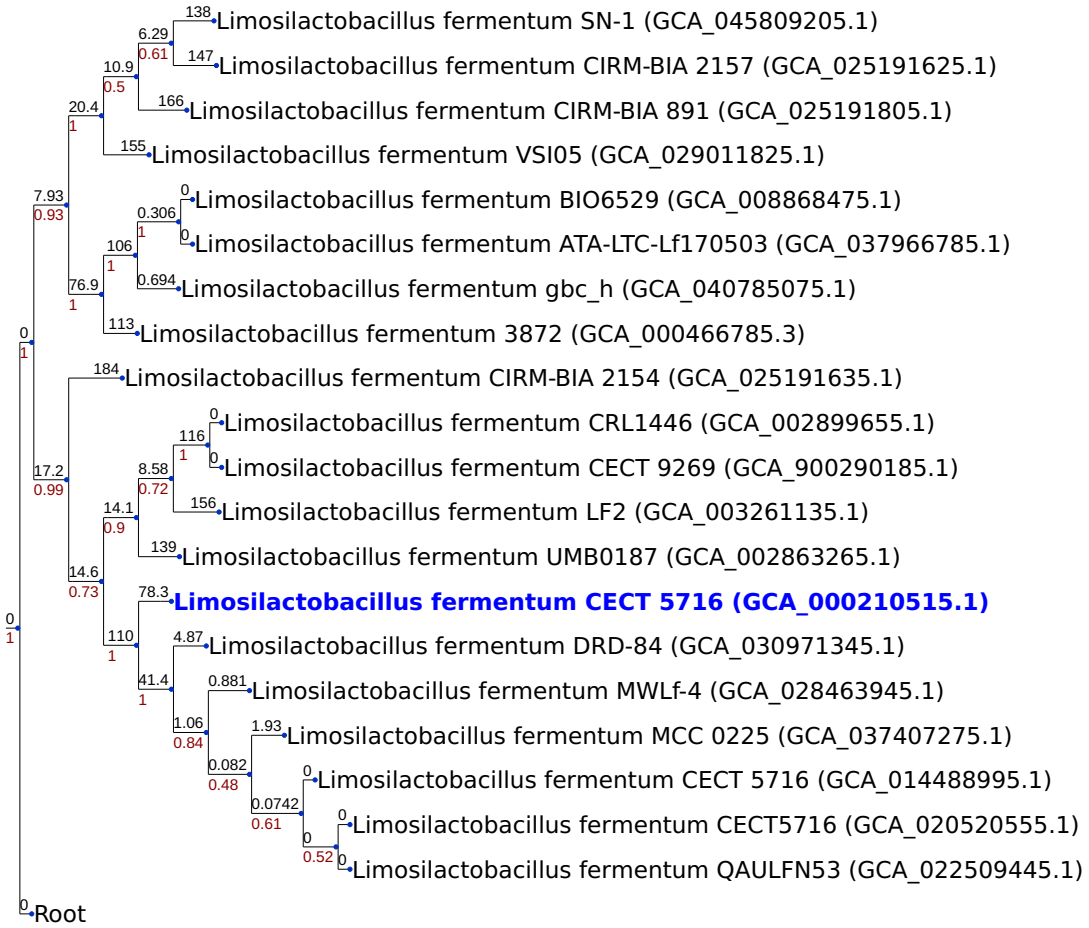 138
Limosilactobacillus fermentum SN-1 (GCA_045809205.1)
6.29
0.61
147
Limosilactobacillus fermentum CIRM-BIA 2157 (GCA_025191625.1)
10.9
0.5
166
Limosilactobacillus fermentum CIRM-BIA 891 (GCA_025191805.1)
20.4
1
155
Limosilactobacillus fermentum VSI05 (GCA_029011825.1)
7.93
0.93
0
Limosilactobacillus fermentum BIO6529 (GCA_008868475.1)
0.306
1
0
Limosilactobacillus fermentum ATA-LTC-Lf170503 (GCA_037966785.1)
106
1
0.694
Limosilactobacillus fermentum gbc_h (GCA_040785075.1)
76.9
1
113
Limosilactobacillus fermentum 3872 (GCA_000466785.3)
0
1
184
Limosilactobacillus fermentum CIRM-BIA 2154 (GCA_025191635.1)
0
Limosilactobacillus fermentum CRL1446 (GCA_002899655.1)
116
1
0
Limosilactobacillus fermentum CECT 9269 (GCA_900290185.1)
8.58
0.72
17.2
0.99
156
Limosilactobacillus fermentum LF2 (GCA_003261135.1)
14.1
0.9
139
Limosilactobacillus fermentum UMB0187 (GCA_002863265.1)
14.6
0.73
78.3
Limosilactobacillus fermentum CECT 5716 (GCA_000210515.1)
0
1
110
1
4.87
Limosilactobacillus fermentum DRD-84 (GCA_030971345.1)
41.4
1
0.881
Limosilactobacillus fermentum MWLf-4 (GCA_028463945.1)
1.06
0.84
1.93
Limosilactobacillus fermentum MCC 0225 (GCA_037407275.1)
0.082
0.48
0
Limosilactobacillus fermentum CECT 5716 (GCA_014488995.1)
0.0742
0.61
0
Limosilactobacillus fermentum CECT5716 (GCA_020520555.1)
0
0.52
0
Limosilactobacillus fermentum QAULFN53 (GCA_022509445.1)
0
Root